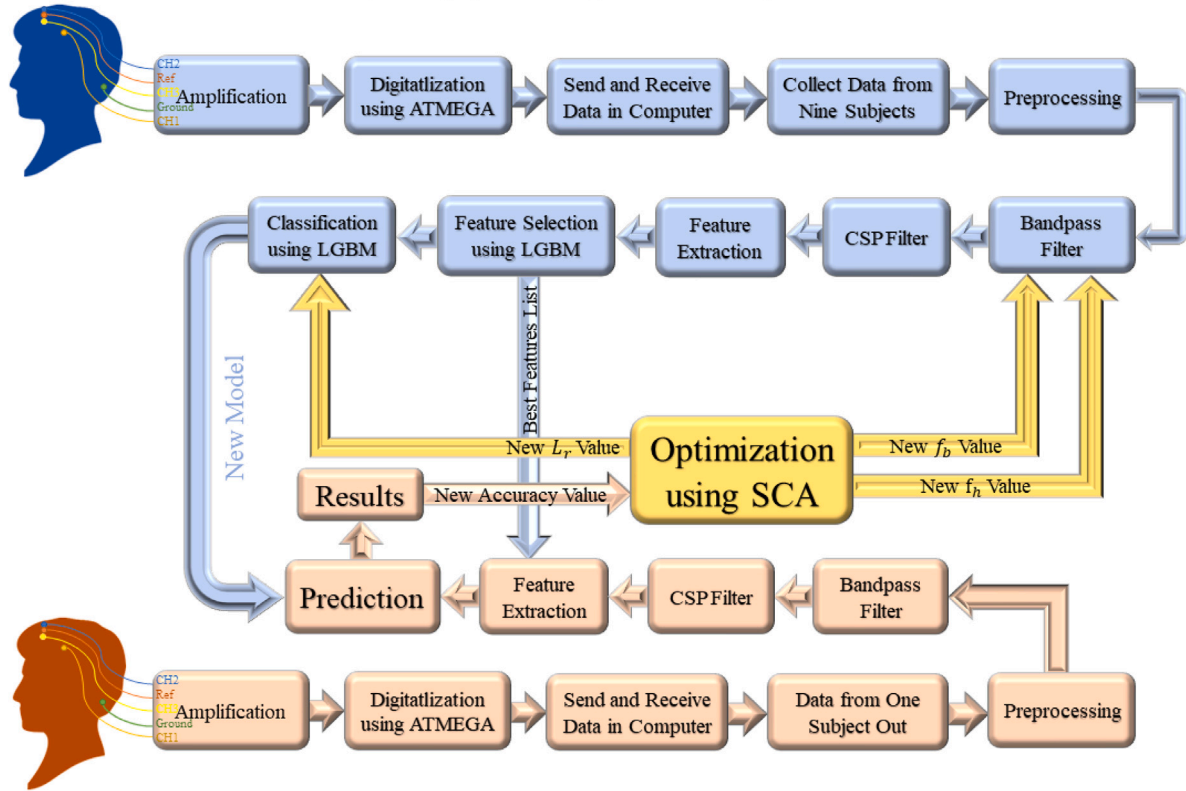 CH2
Ref
CH3
Ground
CH1
Amplification
Digitatlization
using ATMEGA
Send and Receive
Data in Computer
Collect Data from
Nine Subjects
Preprocessing
Classification
using LGBM
Feature Selection
using LGBM
Feature
Extraction
CSP Filter
Bandpass
Filter
New Model
Best Features List
New Lᵣ Value
Optimization
using SCA
New f_b Value
New f_h Value
Results
New Accuracy Value
Prediction
Feature
Extraction
CSP Filter
Bandpass
Filter
CH2
Ref
CH3
Ground
CH1
Amplification
Digitatlization
using ATMEGA
Send and Receive
Data in Computer
Data from One
Subject Out
Preprocessing